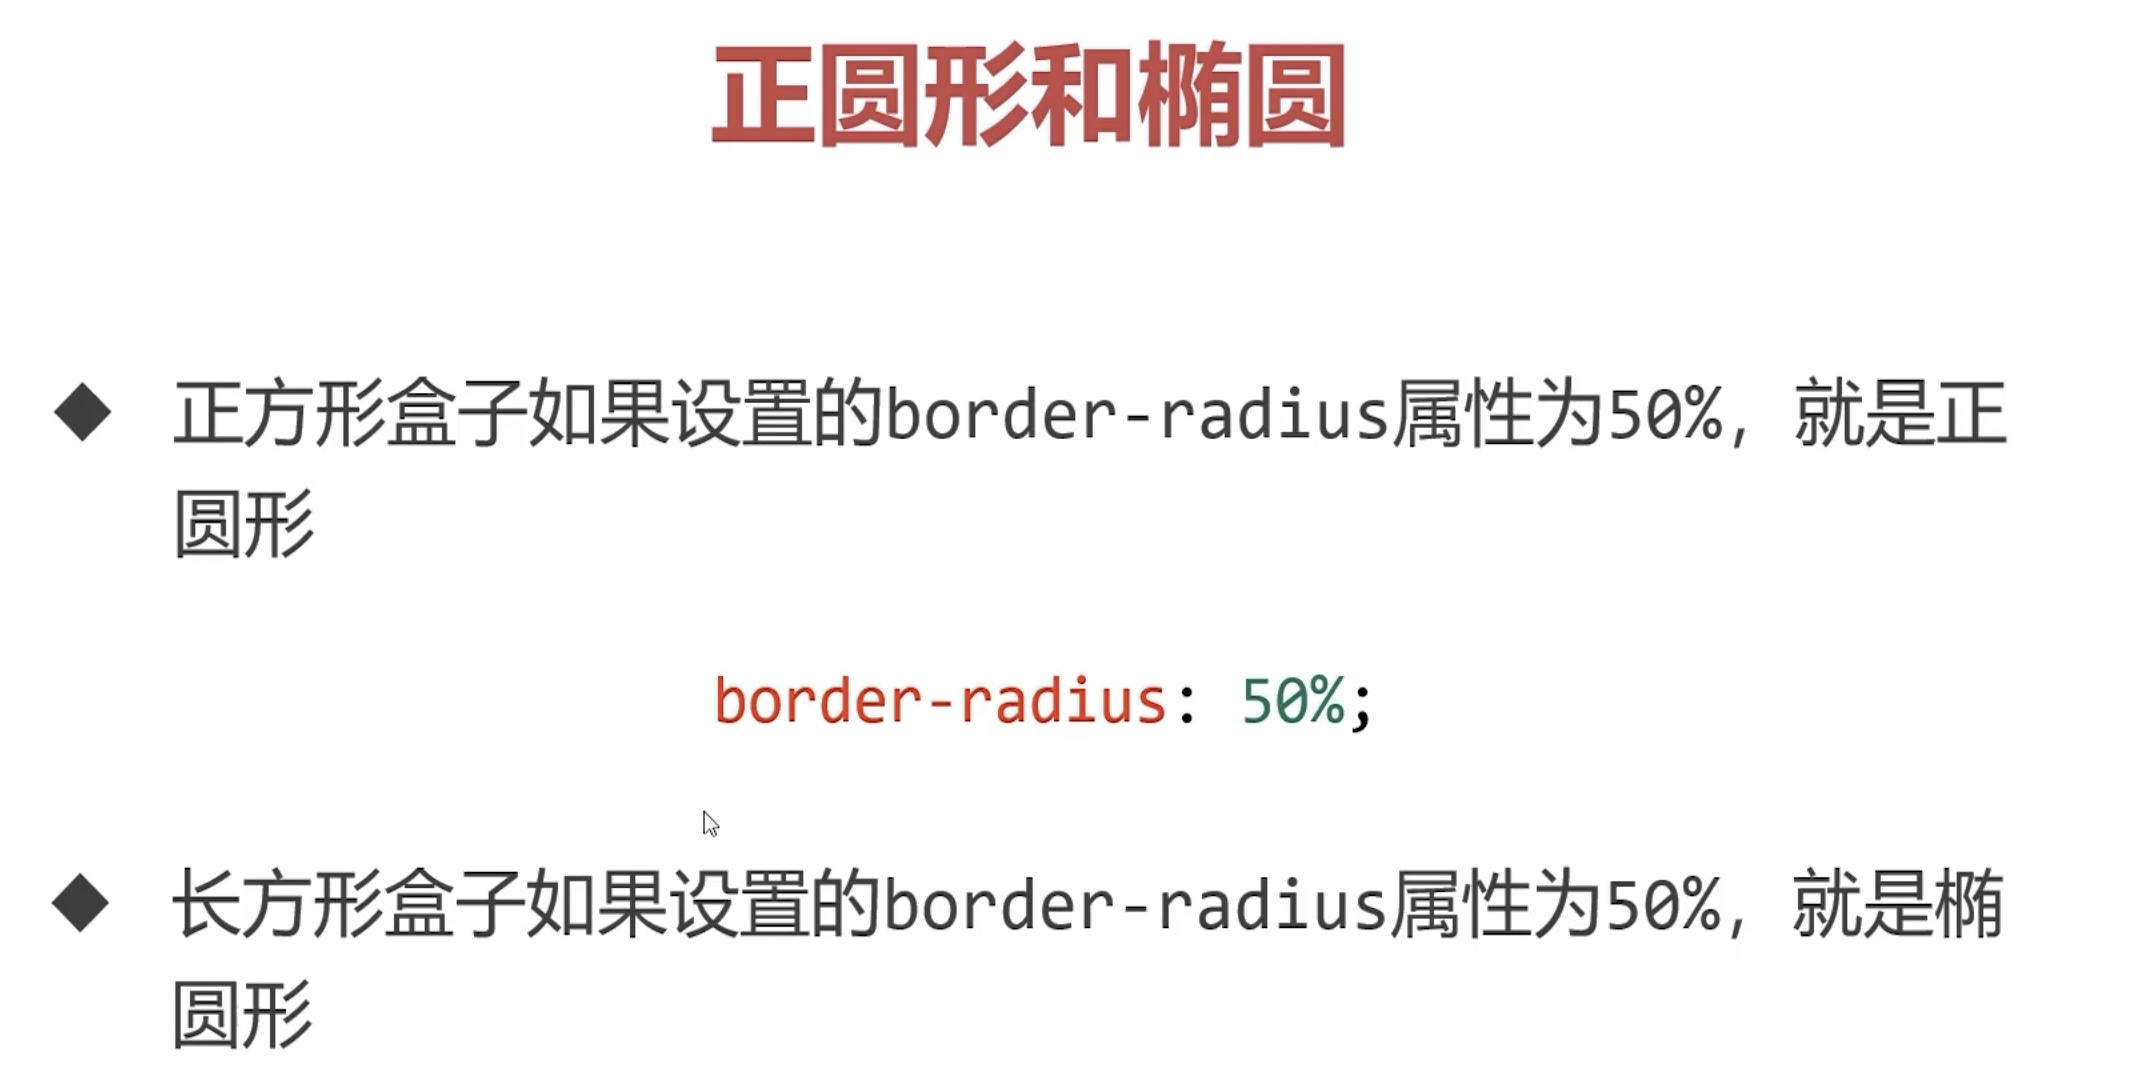 正圆形和椭圆
◆ 正方形盒子如果设置的border-radius属性为50%，就是正
圆形
border-radius: 50%;
◆ 长方形盒子如果设置的border-radius属性为50%，就是椭
圆形